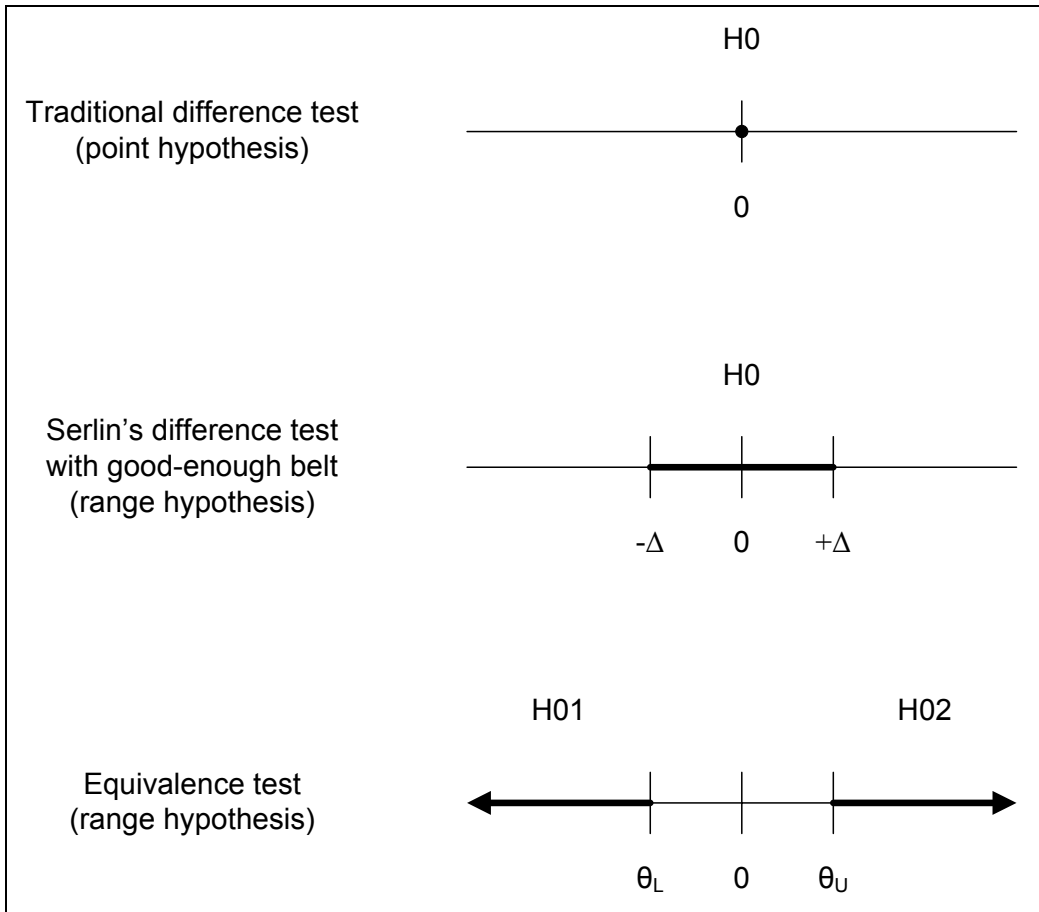 H0
Traditional difference test
(point hypothesis)
0
H0
Serlin’s difference test
with good-enough belt
(range hypothesis)
-Δ 0 +Δ
H01 H02
Equivalence test
(range hypothesis)
θL 0 θU